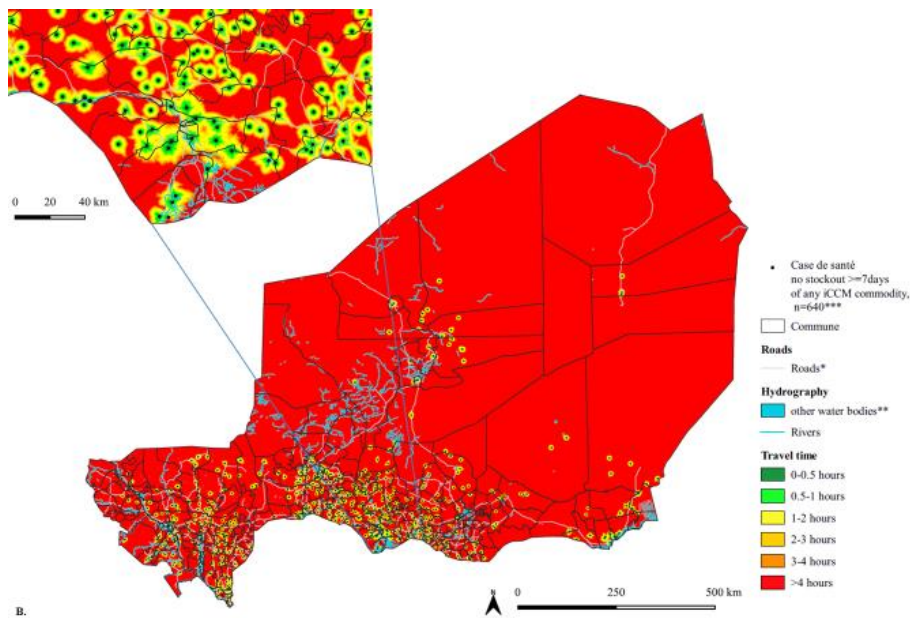 0 20 40 km
Case de santé
no stockout >=7days
of any iCCM commodity,
n=640***
Commune
Roads
Roads*
Hydrography
other water bodies**
Rivers
Travel time
0-0.5 hours
0.5-1 hours
1-2 hours
2-3 hours
3-4 hours
>4 hours
B.
N
0 250 500 km